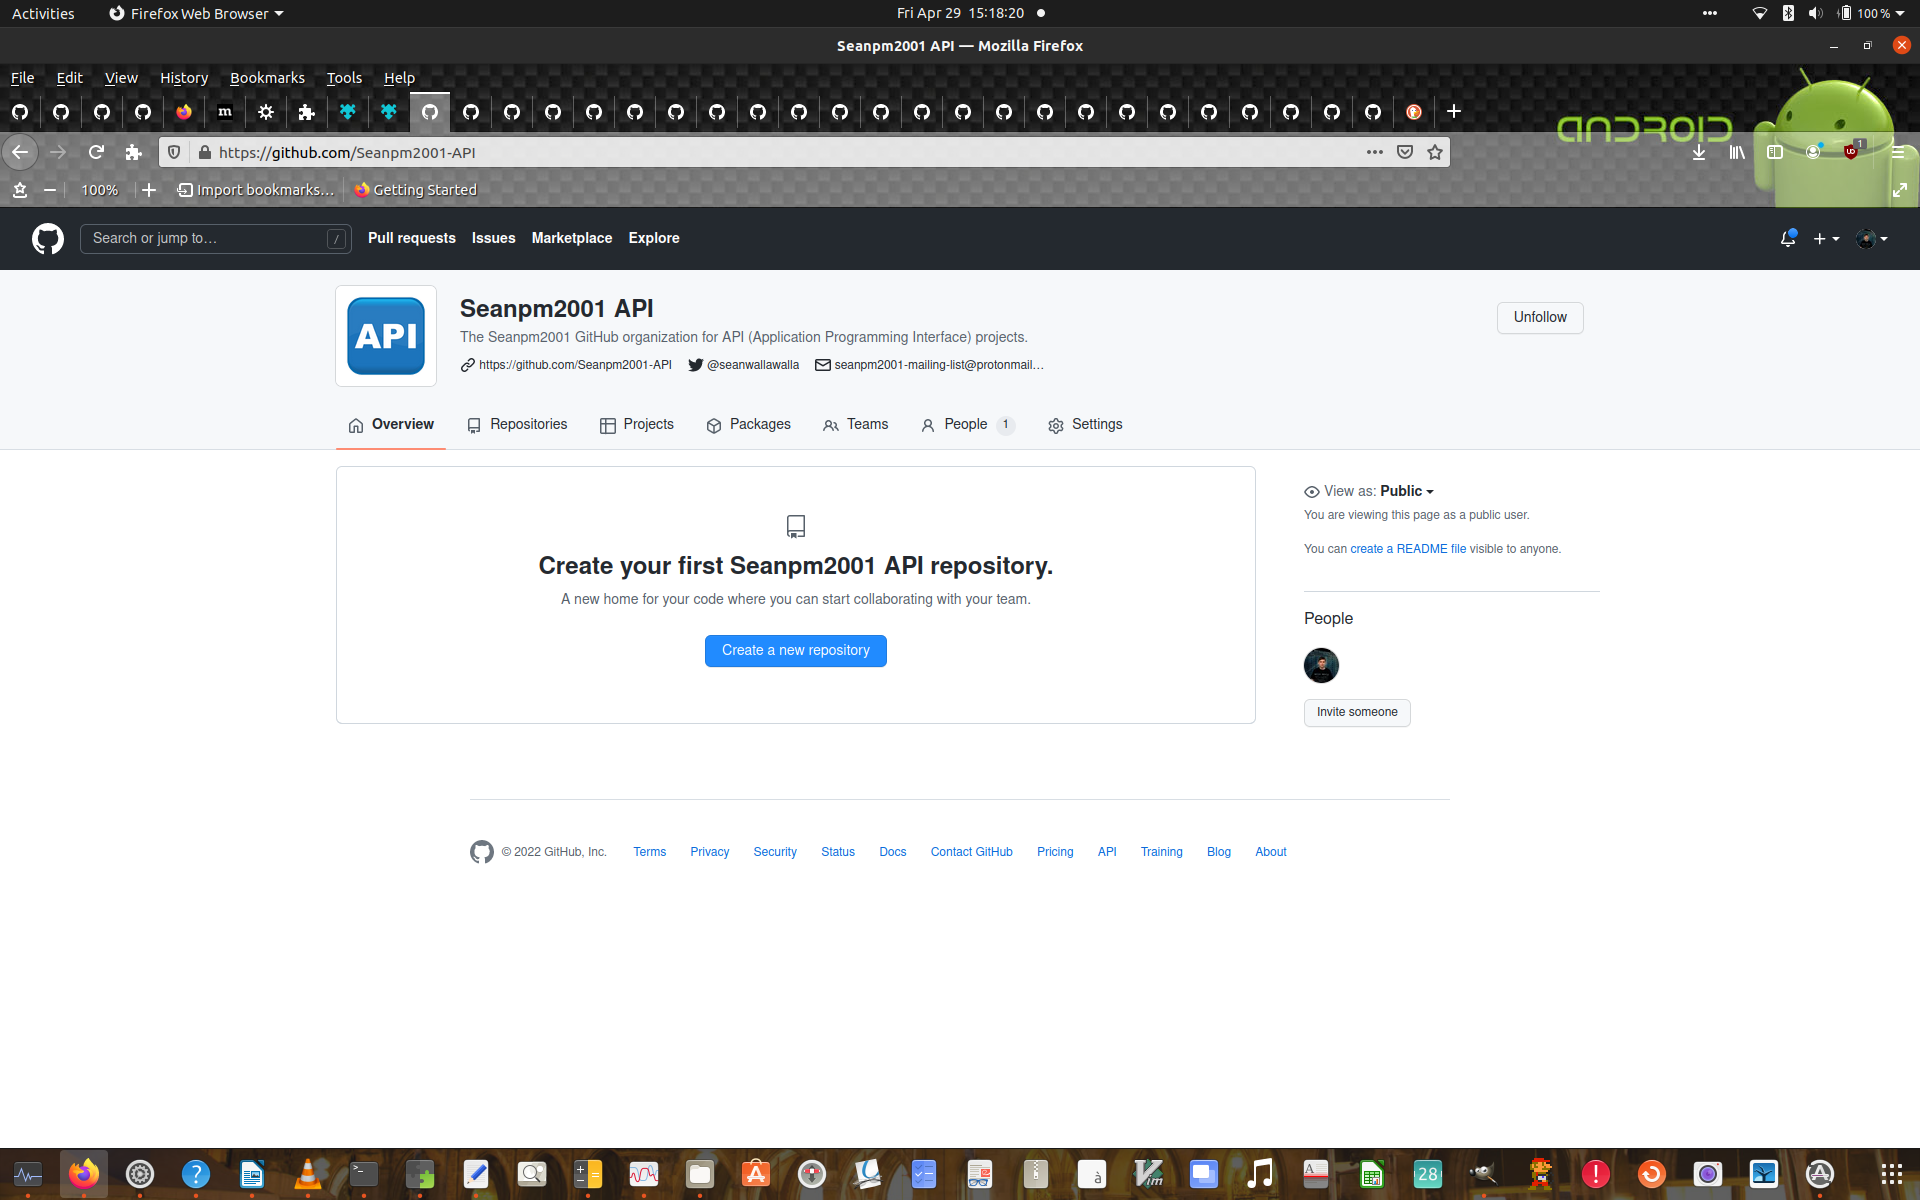 Activities
Firefox Web Browser
Fri Apr 29 15:18:20
100 %
Seanpm2001 API — Mozilla Firefox
File Edit View History Bookmarks Tools Help
m
ANDROID
https://github.com/Seanpm2001-API
1
100%
Import bookmarks…
Getting Started
Search or jump to…
/
Pull requests
Issues
Marketplace
Explore
API
Seanpm2001 API
The Seanpm2001 GitHub organization for API (Application Programming Interface) projects.
https://github.com/Seanpm2001-API
@seanwallawalla
seanpm2001-mailing-list@protonmail…
Unfollow
Overview
Repositories
Projects
Packages
Teams
People 1
Settings
Create your first Seanpm2001 API repository.
A new home for your code where you can start collaborating with your team.
Create a new repository
View as: Public
You are viewing this page as a public user.
You can create a README file visible to anyone.
People
Invite someone
© 2022 GitHub, Inc.
Terms
Privacy
Security
Status
Docs
Contact GitHub
Pricing
API
Training
Blog
About
28